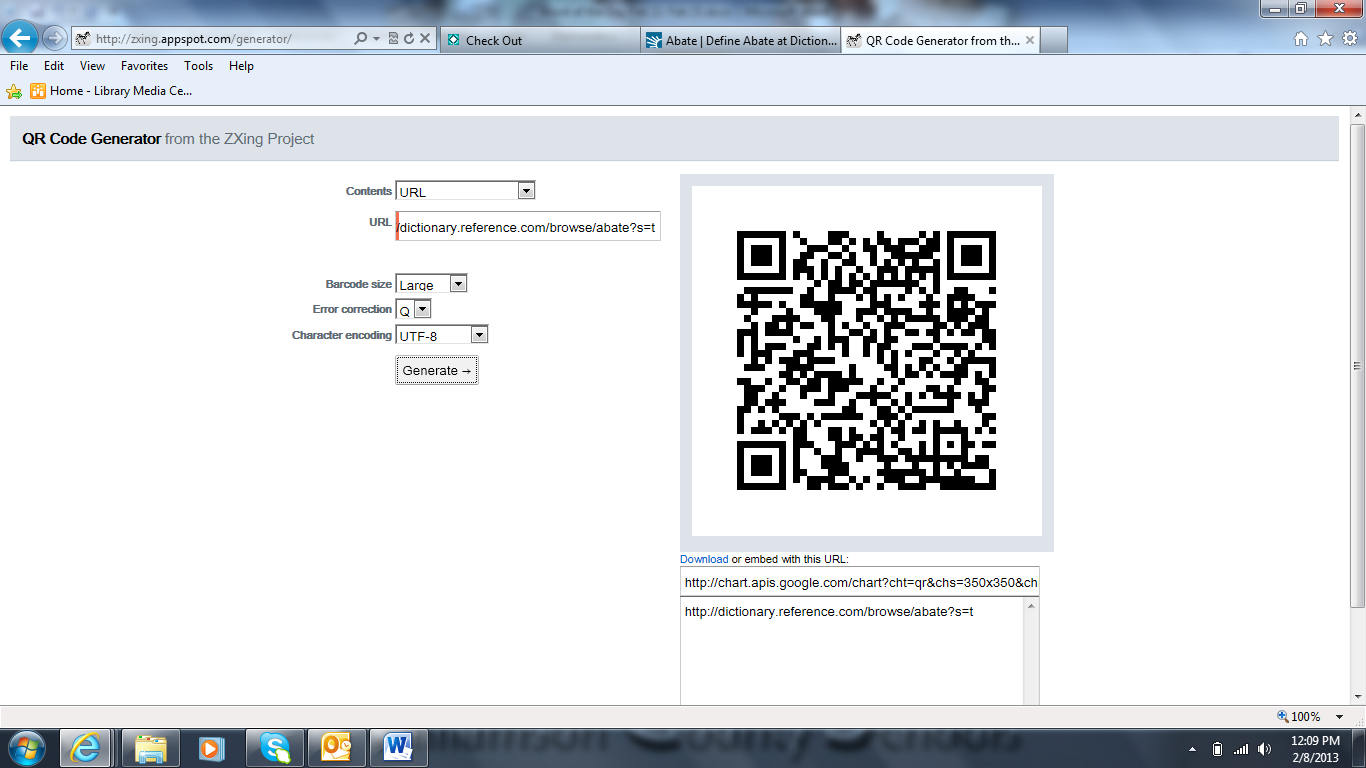 http://zxing.appspot.com/generator/
Check Out
Abate | Define Abate at Diction...
QR Code Generator from th...
File Edit View Favorites Tools Help
Home - Library Media Ce...
QR Code Generator from the ZXing Project
Contents URL
URL /dictionary.reference.com/browse/abate?s=t
Barcode size Large
Error correction Q
Character encoding UTF-8
Generate →
Download or embed with this URL:
http://chart.apis.google.com/chart?cht=qr&chs=350x350&ch
http://dictionary.reference.com/browse/abate?s=t
100%
12:09 PM
2/8/2013